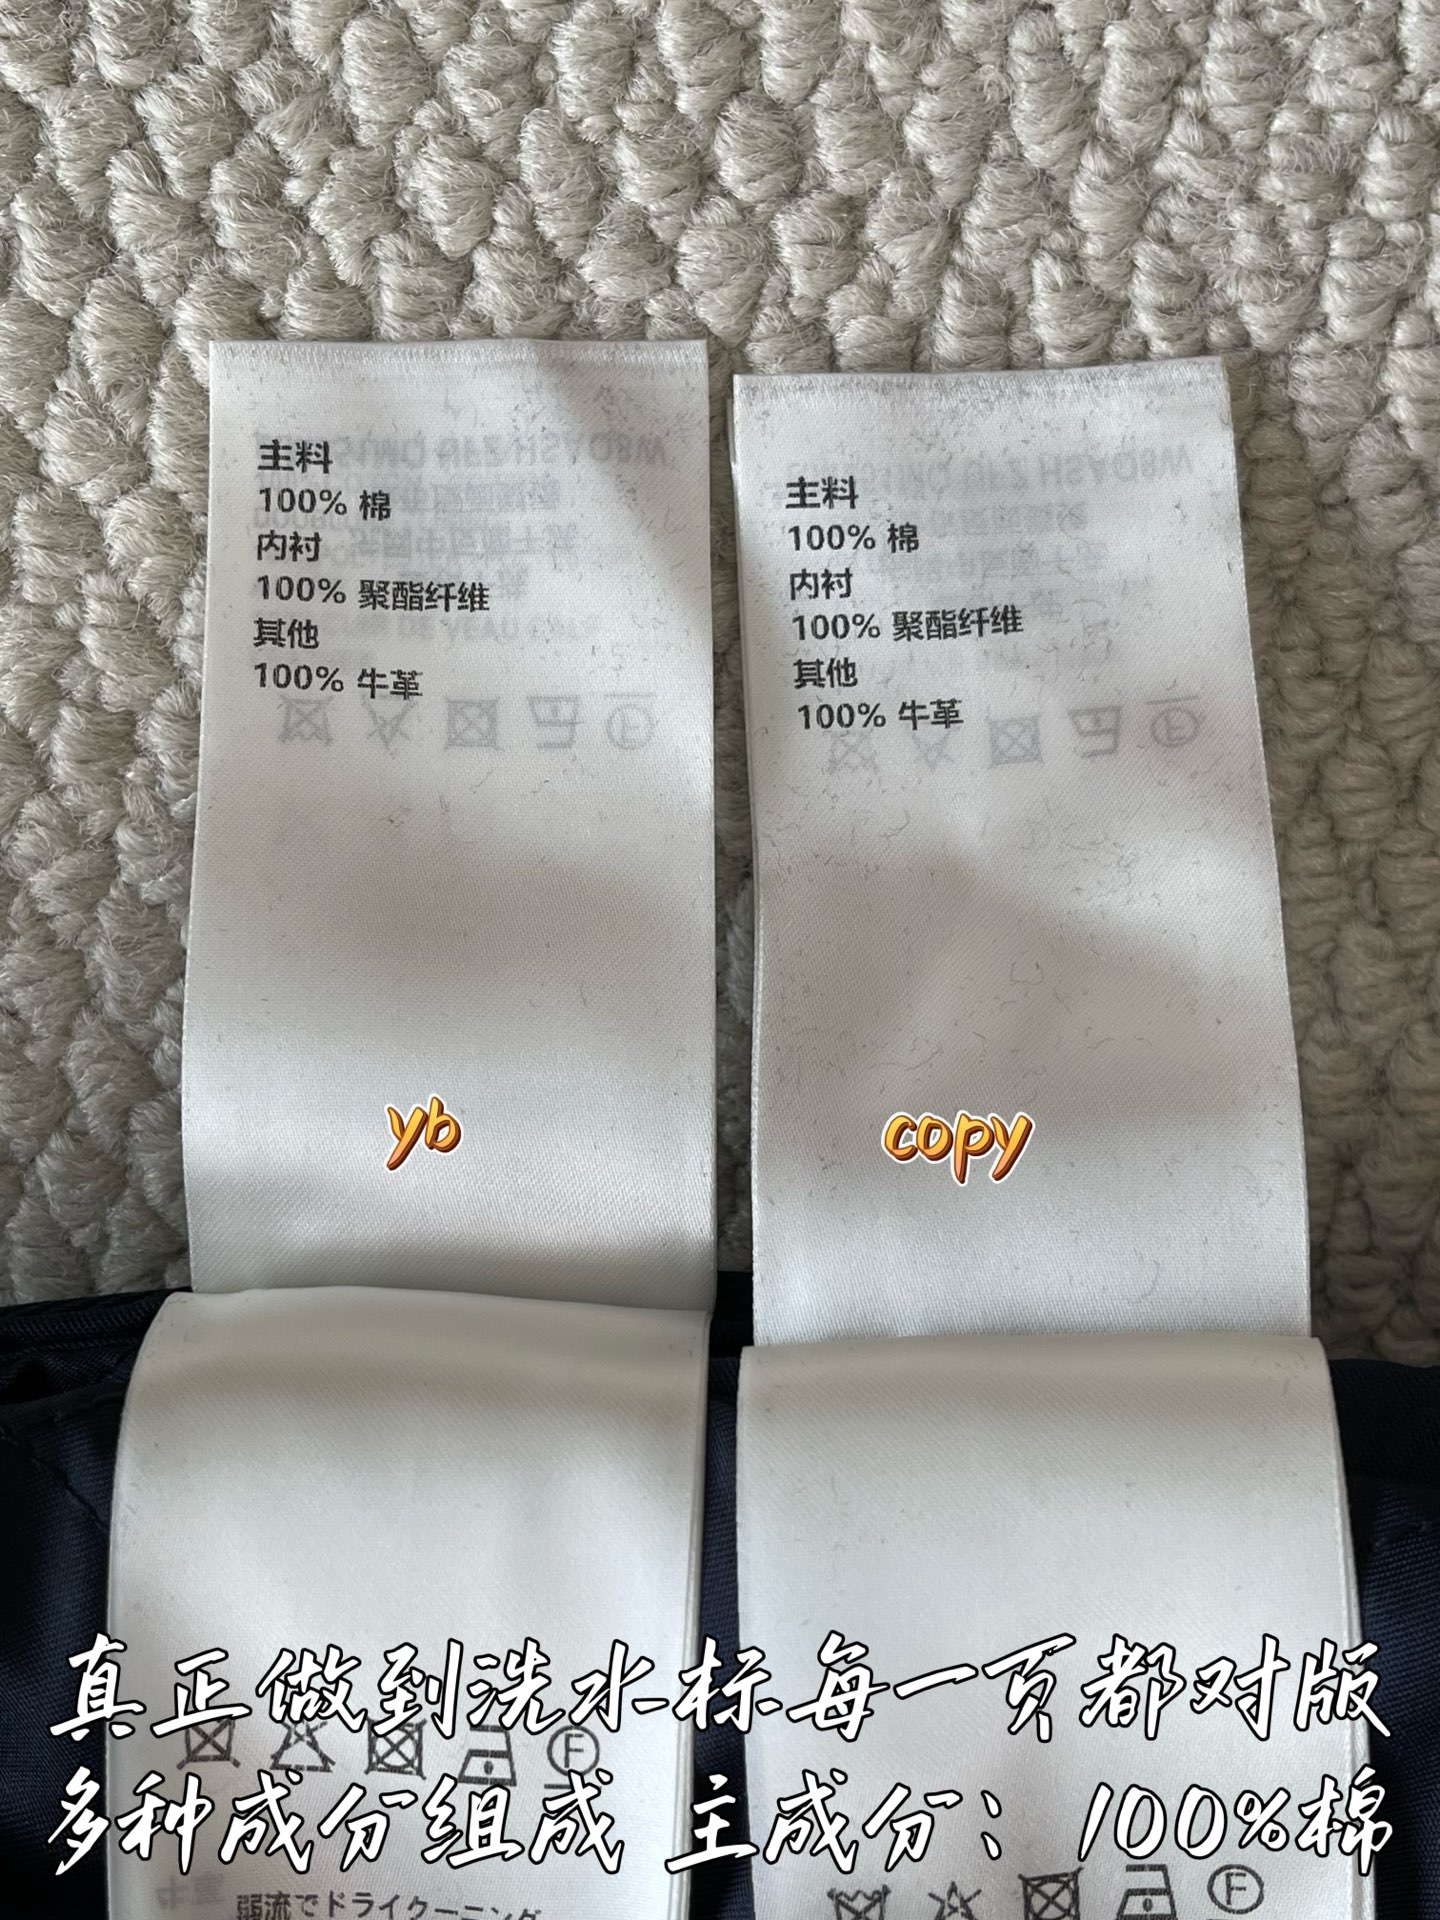 主料
100% 棉
内衬
100% 聚酯纤维
其他
100% 牛革
主料
100% 棉
内衬
100% 聚酯纤维
其他
100% 牛革
yb
copy
真正做到洗水标每一页都对版
多种成分组成 主成分：100%棉
弱流でドライクーニング